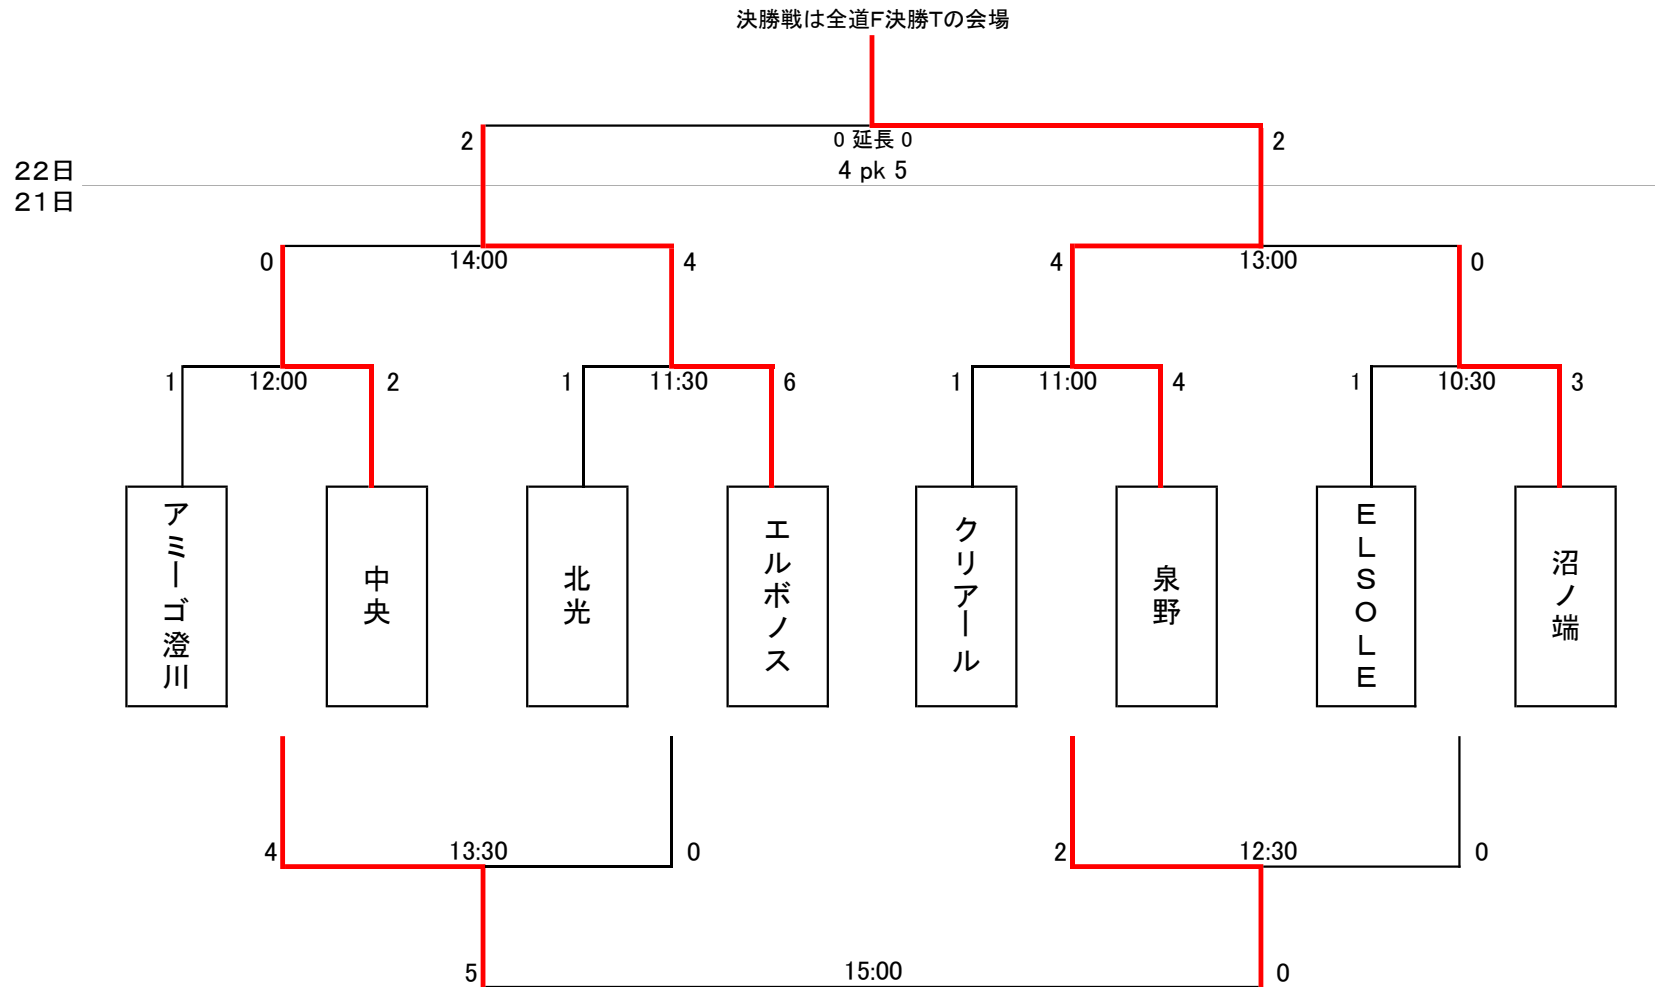 決勝戦は全道F決勝Tの会場
2
0 延長 0
2
4 pk 5
22日
21日
0
14:00
4
4
13:00
0
1
12:00
2
1
11:30
6
1
11:00
4
1
10:30
3
アミーゴ澄川
中央
北光
エルボノス
クリアール
泉野
ELSOLE
沼ノ端
4
13:30
0
2
12:30
0
5
15:00
0